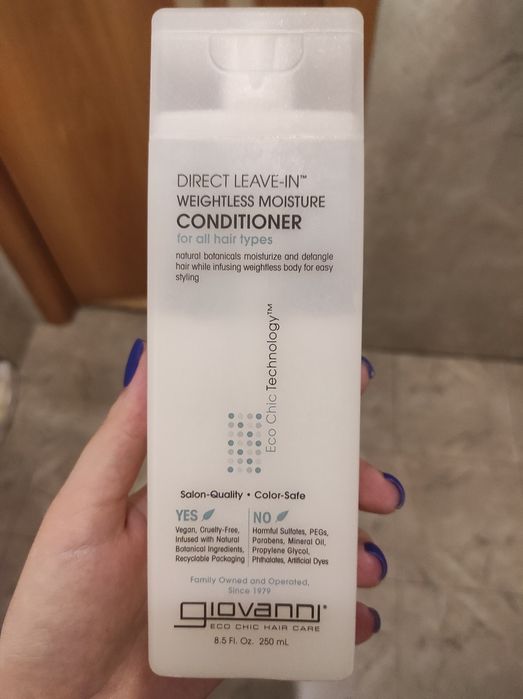 DIRECT LEAVE-IN™
WEIGHTLESS MOISTURE
CONDITIONER
for all hair types
natural botanicals moisturize and detangle
hair while infusing weightless body for easy
styling
Eco Chic Technology™
Salon-Quality • Color-Safe
YES
Vegan, Cruelty-Free,
Infused with Natural
Botanical Ingredients,
Recyclable Packaging
NO
Harmful Sulfates, PEGs,
Parabens, Mineral Oil,
Propylene Glycol,
Phthalates, Artificial Dyes
Family Owned and Operated,
Since 1979
giovanni®
ECO CHIC HAIR CARE
8.5 Fl. Oz. 250 mL